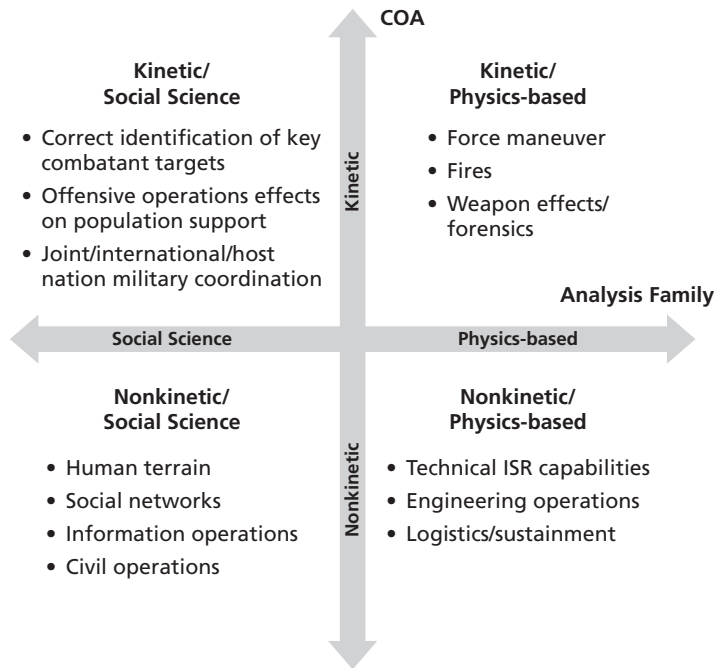 COA
Kinetic/
Social Science
• Correct identification of key
combatant targets
• Offensive operations effects
on population support
• Joint/international/host
nation military coordination
Kinetic
Kinetic/
Physics-based
• Force maneuver
• Fires
• Weapon effects/
forensics
Analysis Family
Social Science
Physics-based
Nonkinetic/
Social Science
• Human terrain
• Social networks
• Information operations
• Civil operations
Nonkinetic
Nonkinetic/
Physics-based
• Technical ISR capabilities
• Engineering operations
• Logistics/sustainment